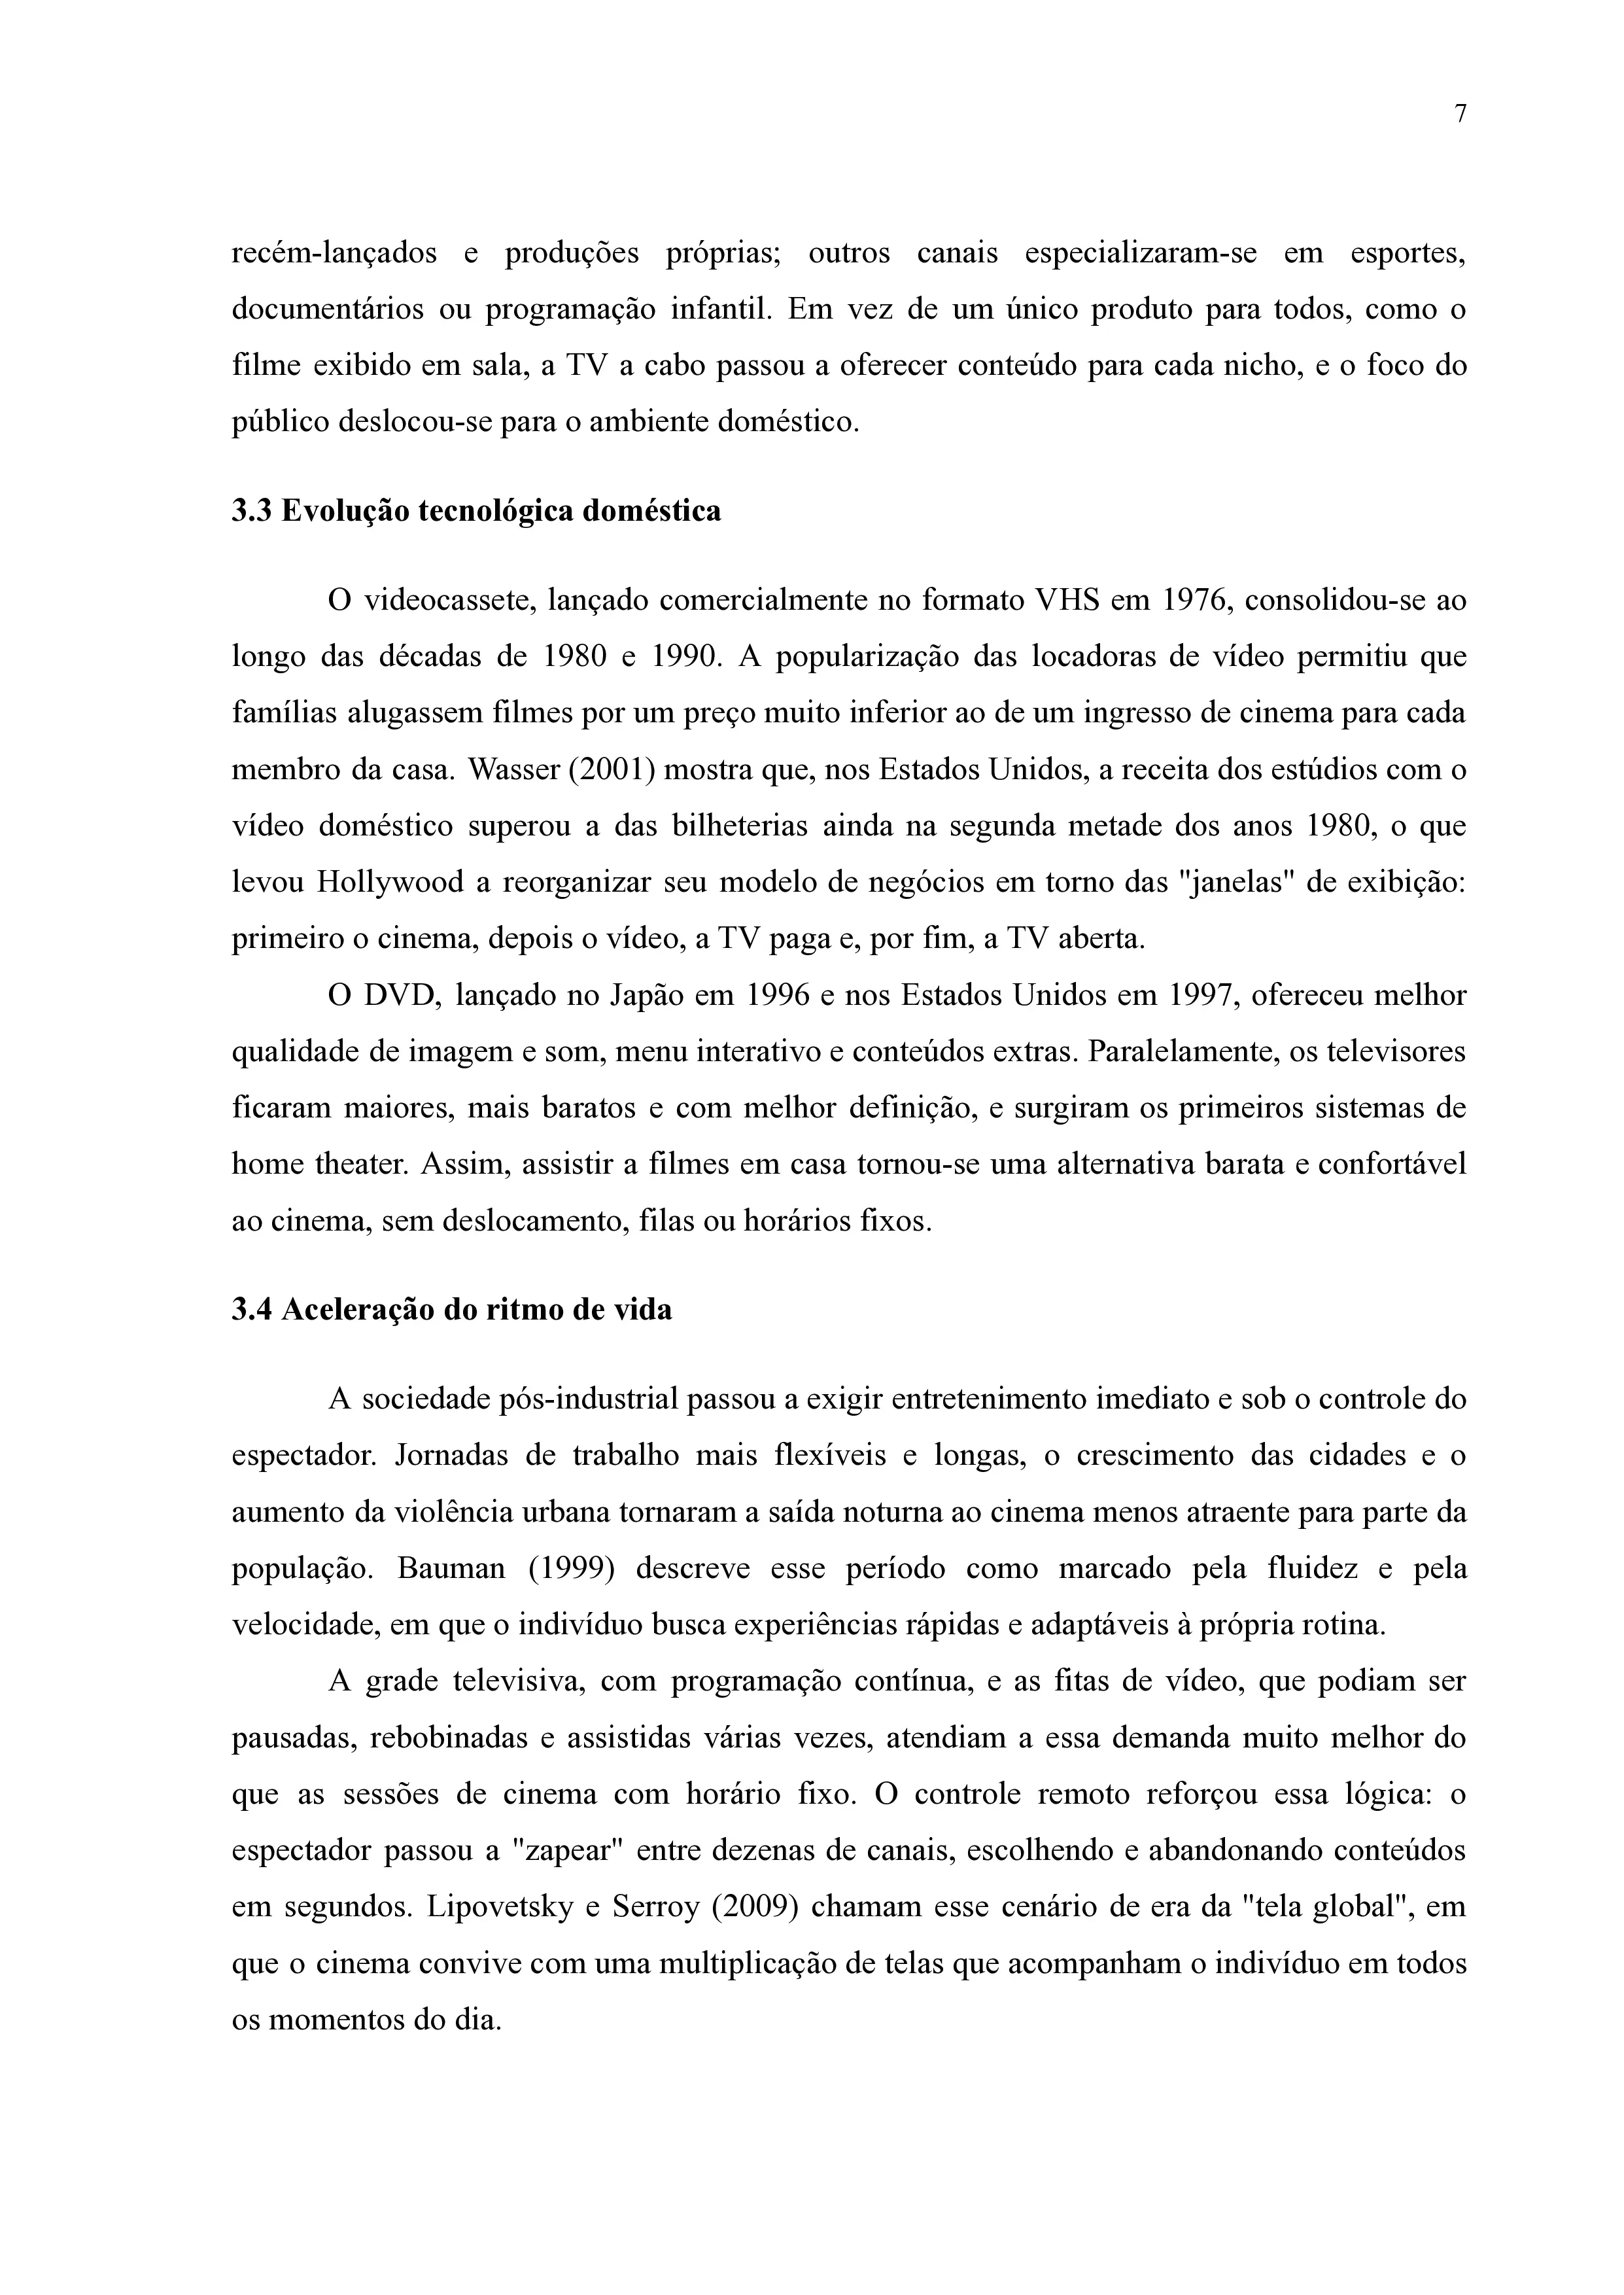 7
recém-lançados e produções próprias; outros canais especializaram-se em esportes,
documentários ou programação infantil. Em vez de um único produto para todos, como o
filme exibido em sala, a TV a cabo passou a oferecer conteúdo para cada nicho, e o foco do
público deslocou-se para o ambiente doméstico.
3.3 Evolução tecnológica doméstica
O videocassete, lançado comercialmente no formato VHS em 1976, consolidou-se ao
longo das décadas de 1980 e 1990. A popularização das locadoras de vídeo permitiu que
famílias alugassem filmes por um preço muito inferior ao de um ingresso de cinema para cada
membro da casa. Wasser (2001) mostra que, nos Estados Unidos, a receita dos estúdios com o
vídeo doméstico superou a das bilheterias ainda na segunda metade dos anos 1980, o que
levou Hollywood a reorganizar seu modelo de negócios em torno das "janelas" de exibição:
primeiro o cinema, depois o vídeo, a TV paga e, por fim, a TV aberta.
O DVD, lançado no Japão em 1996 e nos Estados Unidos em 1997, ofereceu melhor
qualidade de imagem e som, menu interativo e conteúdos extras. Paralelamente, os televisores
ficaram maiores, mais baratos e com melhor definição, e surgiram os primeiros sistemas de
home theater. Assim, assistir a filmes em casa tornou-se uma alternativa barata e confortável
ao cinema, sem deslocamento, filas ou horários fixos.
3.4 Aceleração do ritmo de vida
A sociedade pós-industrial passou a exigir entretenimento imediato e sob o controle do
espectador. Jornadas de trabalho mais flexíveis e longas, o crescimento das cidades e o
aumento da violência urbana tornaram a saída noturna ao cinema menos atraente para parte da
população. Bauman (1999) descreve esse período como marcado pela fluidez e pela
velocidade, em que o indivíduo busca experiências rápidas e adaptáveis à própria rotina.
A grade televisiva, com programação contínua, e as fitas de vídeo, que podiam ser
pausadas, rebobinadas e assistidas várias vezes, atendiam a essa demanda muito melhor do
que as sessões de cinema com horário fixo. O controle remoto reforçou essa lógica: o
espectador passou a "zapear" entre dezenas de canais, escolhendo e abandonando conteúdos
em segundos. Lipovetsky e Serroy (2009) chamam esse cenário de era da "tela global", em
que o cinema convive com uma multiplicação de telas que acompanham o indivíduo em todos
os momentos do dia.